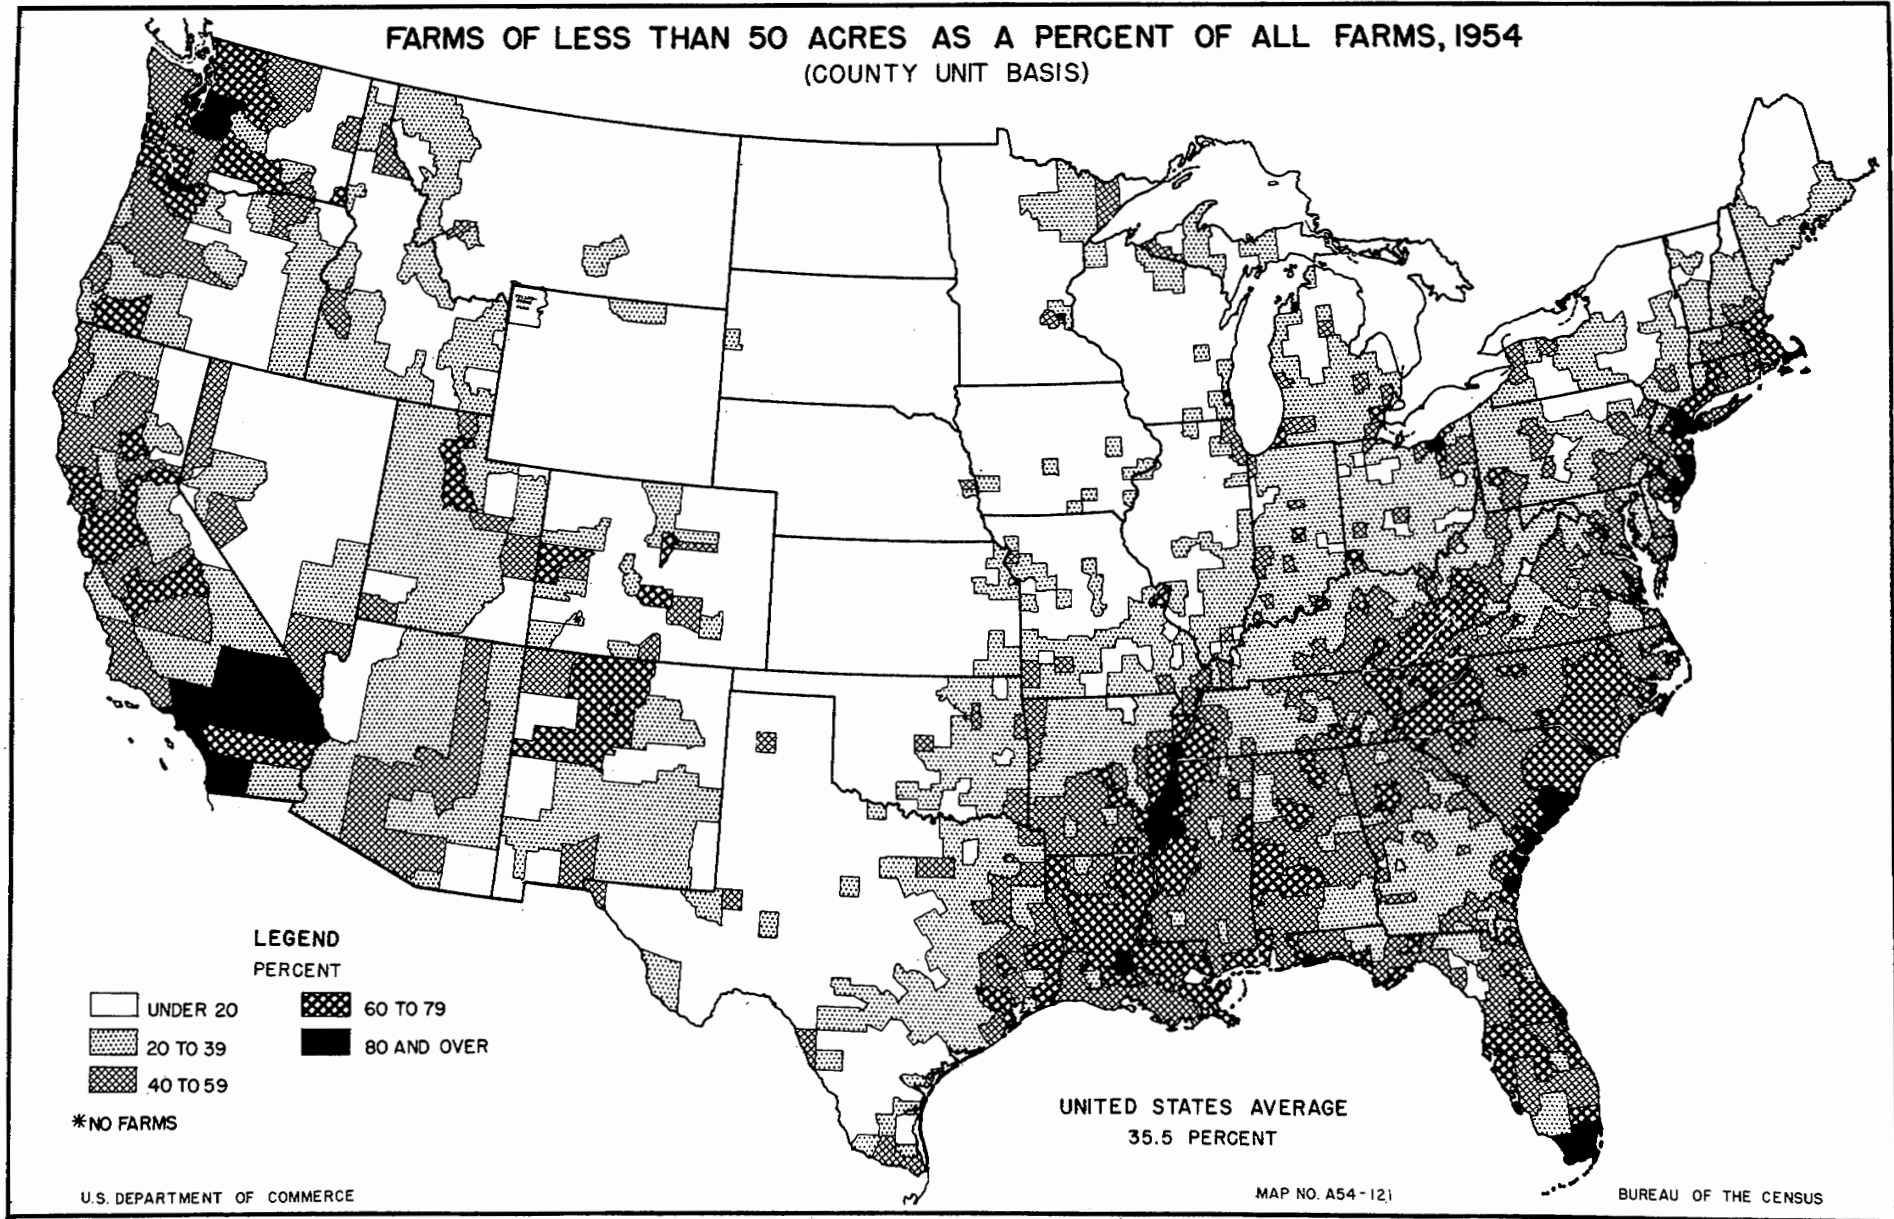 FARMS OF LESS THAN 50 ACRES AS A PERCENT OF ALL FARMS, 1954
(COUNTY UNIT BASIS)
LEGEND
PERCENT
UNDER 20
20 TO 39
40 TO 59
60 TO 79
80 AND OVER
*NO FARMS
UNITED STATES AVERAGE
35.5 PERCENT
U.S. DEPARTMENT OF COMMERCE
MAP NO. A54-121
BUREAU OF THE CENSUS